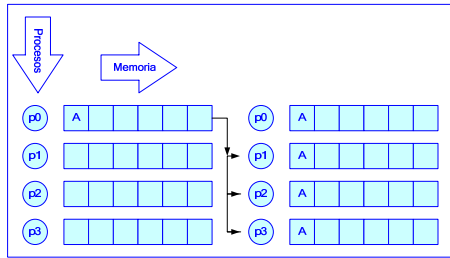 Procesos
Memoria
p0 A p0 A
p1 p1 A
p2 p2 A
p3 p3 A